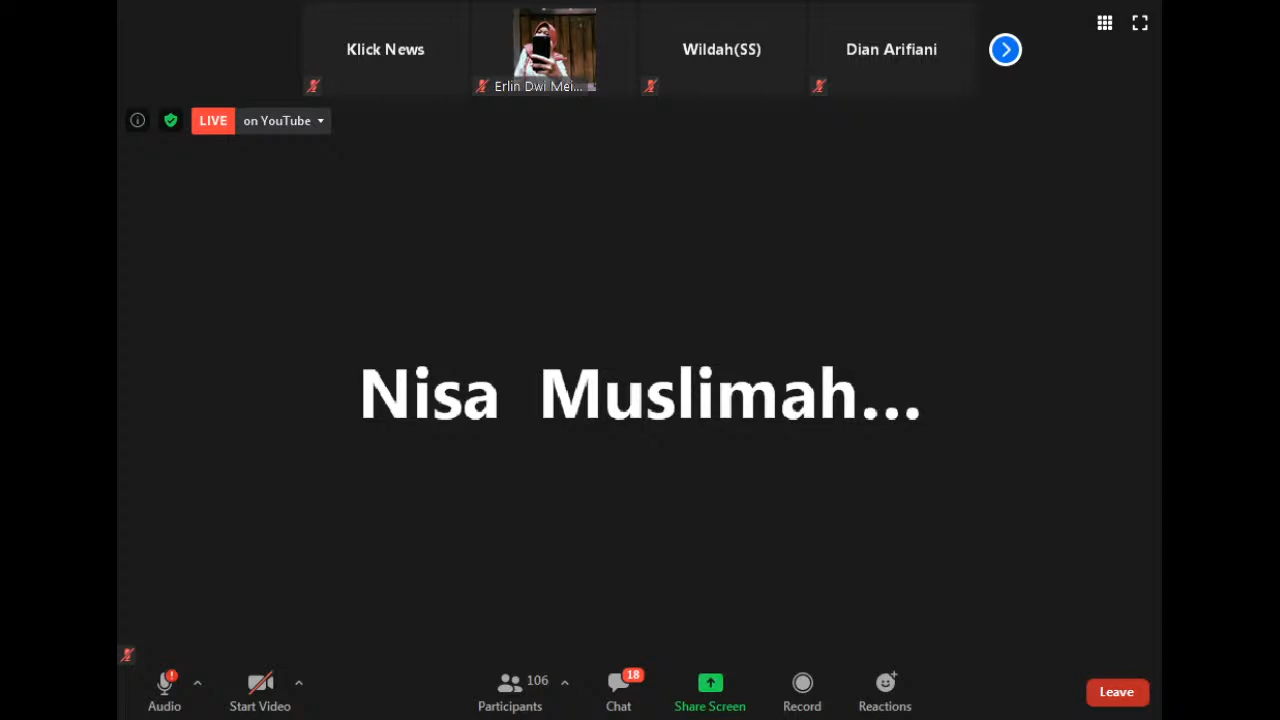 Klick News
Erlin Dwi Mei...
Wildah(SS)
Dian Arifiani
LIVE on YouTube
Nisa Muslimah...
106
18
Audio
Start Video
Participants
Chat
Share Screen
Record
Reactions
Leave